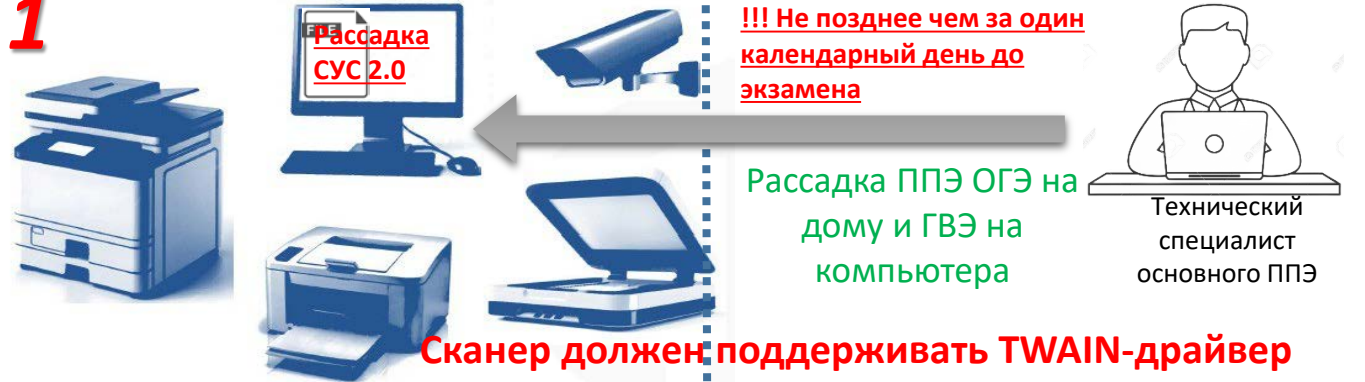 1
Рассадка
СУС 2.0
!!! Не позднее чем за один
календарный день до
экзамена
Рассадка ППЭ ОГЭ на
дому и ГВЭ на
компьютера
Технический
специалист
основного ППЭ
Сканер должен поддерживать TWAIN-драйвер